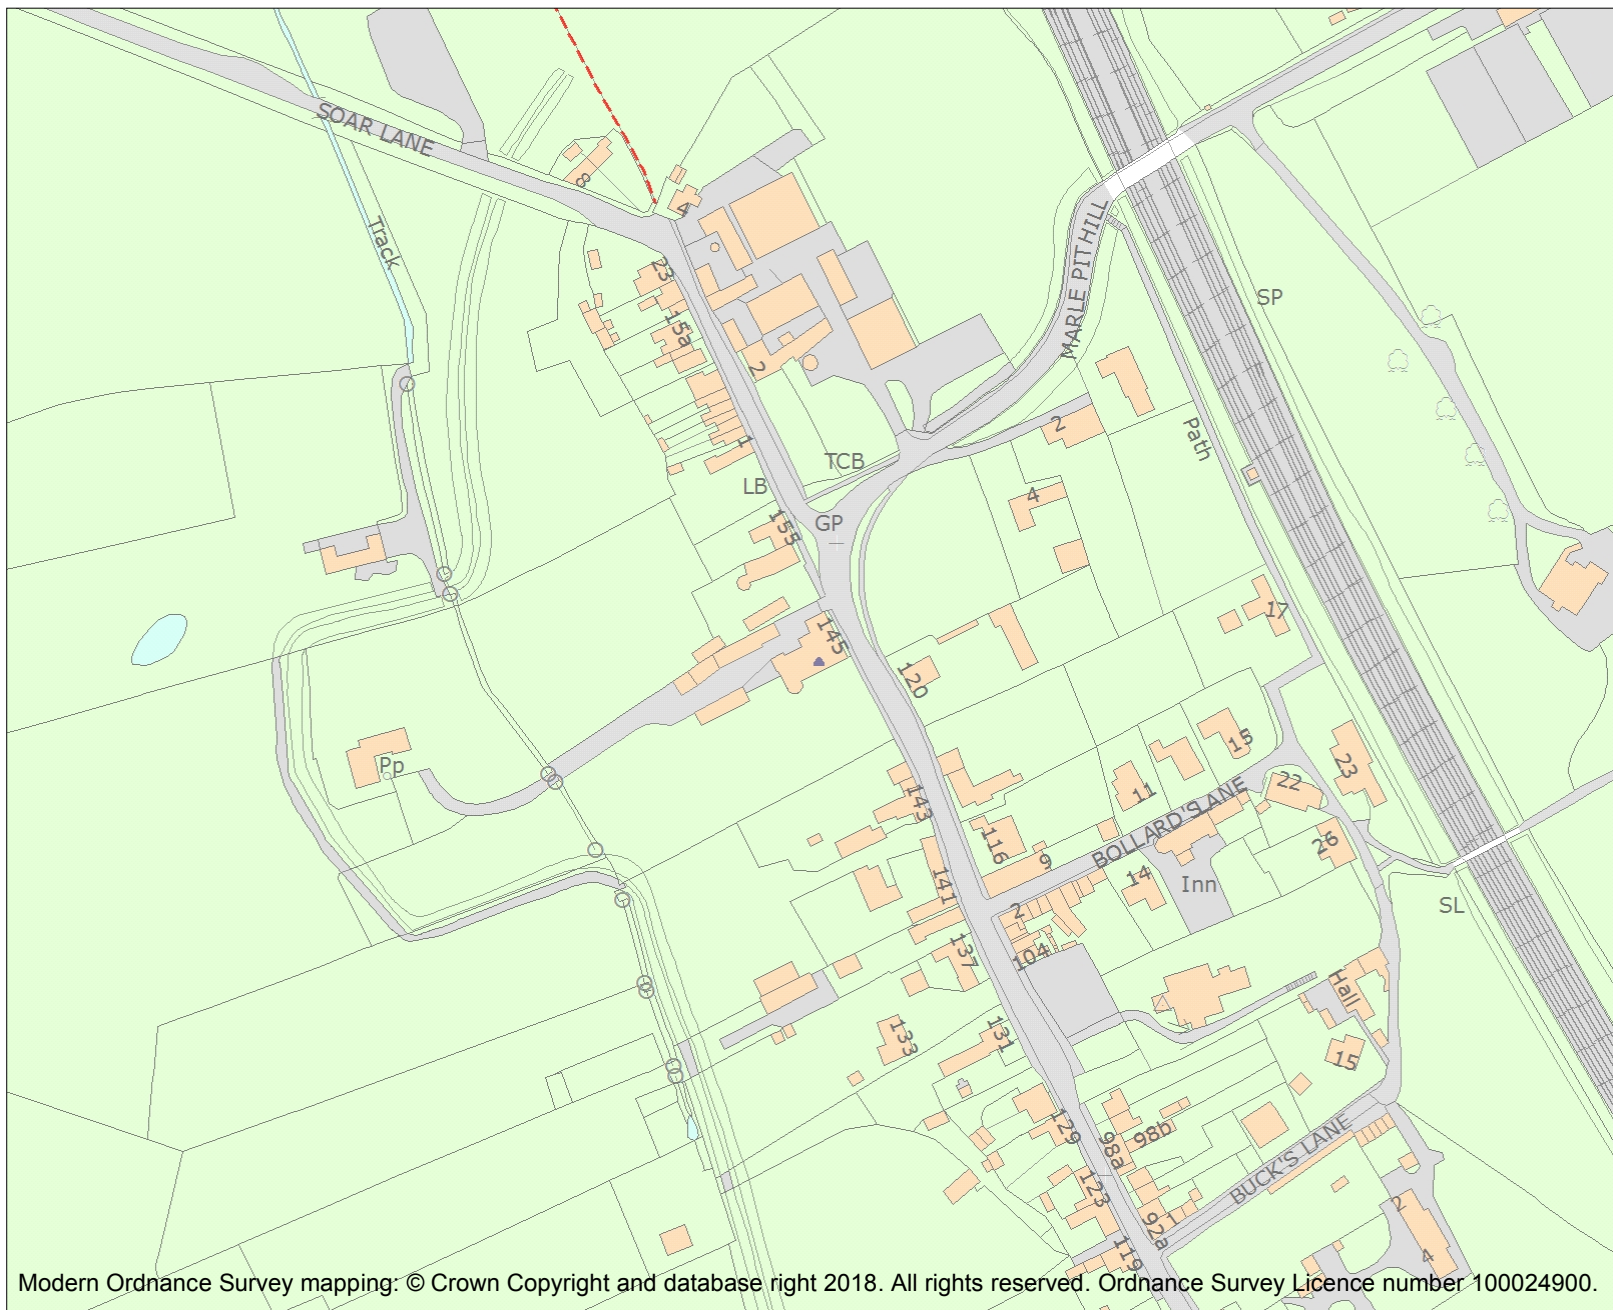 SOAR LANE
8
4
Track
23
15a
2
1
MARLE PIT HILL
SP
2
Path
TCB
LB
4
155
GP
17
145
120
15
Pp
23
22
11
143
BOLLARD'S LANE
116
26
9
141
14
Inn
SL
2
137
104
Hall
133
131
15
129
98a
98b
BUCK'S LANE
123
2
1
92a
119
4
Modern Ordnance Survey mapping: © Crown Copyright and database right 2018. All rights reserved. Ordnance Survey Licence number 100024900.